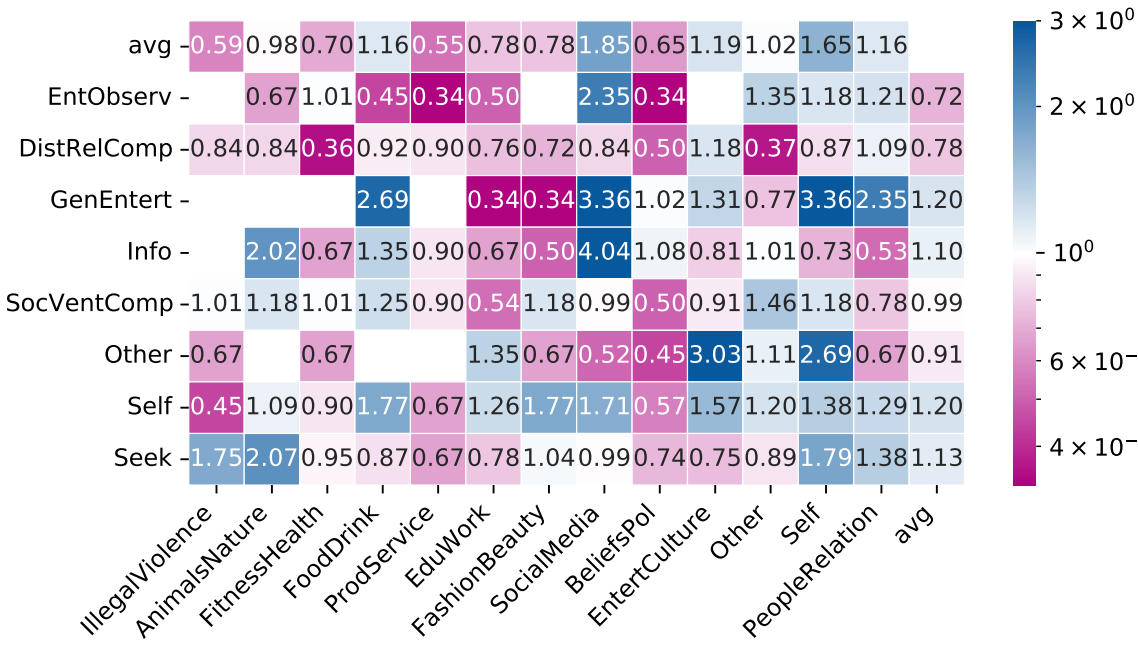 avg 0.59 0.98 0.70 1.16 0.55 0.78 0.78 1.85 0.65 1.19 1.02 1.65 1.16
EntObserv 0.67 1.01 0.45 0.34 0.50 2.35 0.34 1.35 1.18 1.21 0.72
DistRelComp 0.84 0.84 0.36 0.92 0.90 0.76 0.72 0.84 0.50 1.18 0.37 0.87 1.09 0.78
GenEntert 2.69 0.34 0.34 3.36 1.02 1.31 0.77 3.36 2.35 1.20
Info 2.02 0.67 1.35 0.90 0.67 0.50 4.04 1.08 0.81 1.01 0.73 0.53 1.10
SocVentComp 1.01 1.18 1.01 1.25 0.90 0.54 1.18 0.99 0.50 0.91 1.46 1.18 0.78 0.99
Other 0.67 0.67 1.35 0.67 0.52 0.45 3.03 1.11 2.69 0.67 0.91
Self 0.45 1.09 0.90 1.77 0.67 1.26 1.77 1.71 0.57 1.57 1.20 1.38 1.29 1.20
Seek 1.75 2.07 0.95 0.87 0.67 0.78 1.04 0.99 0.74 0.75 0.89 1.79 1.38 1.13
IllegalViolence
AnimalsNature
FitnessHealth
FoodDrink
ProdService
EduWork
FashionBeauty
SocialMedia
BeliefsPol
EntertCulture
Other
Self
PeopleRelation
avg
3 × 10⁰
2 × 10⁰
10⁰
6 × 10⁻
4 × 10⁻